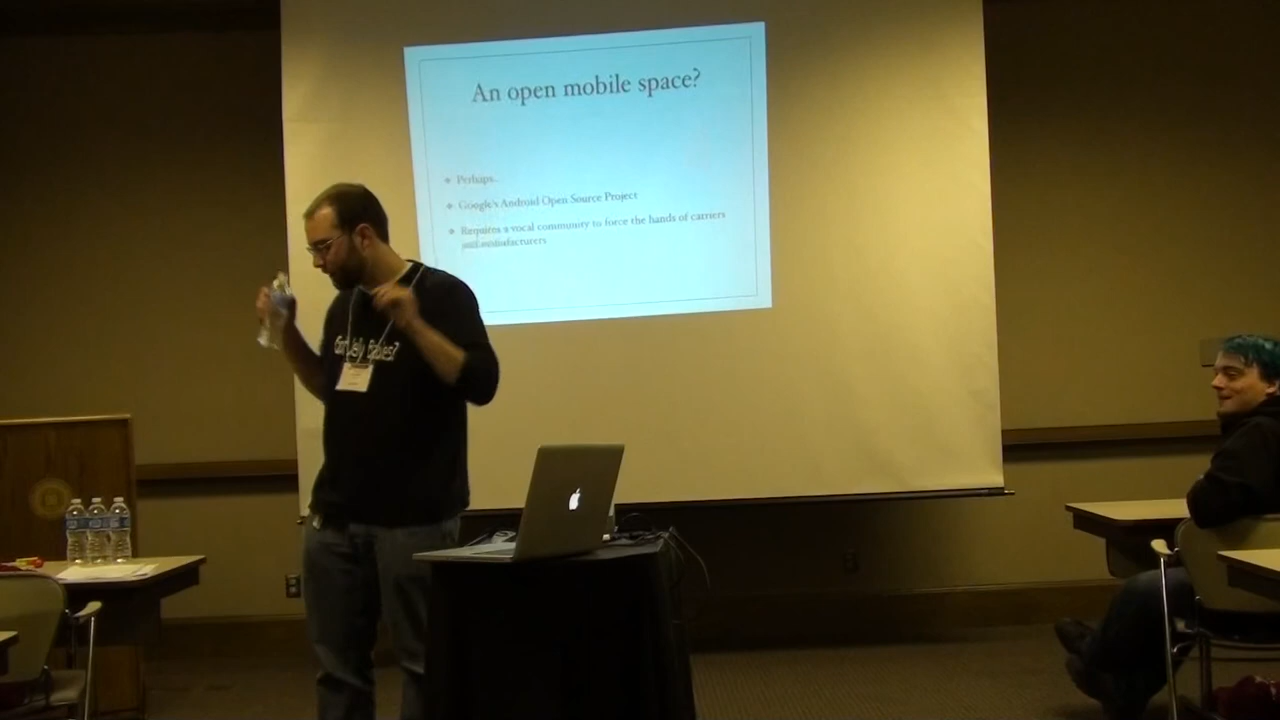 An open mobile space?
Perhaps..
Google's Android Open Source Project
Requires a vocal community to force the hands of carriers
and manufacturers